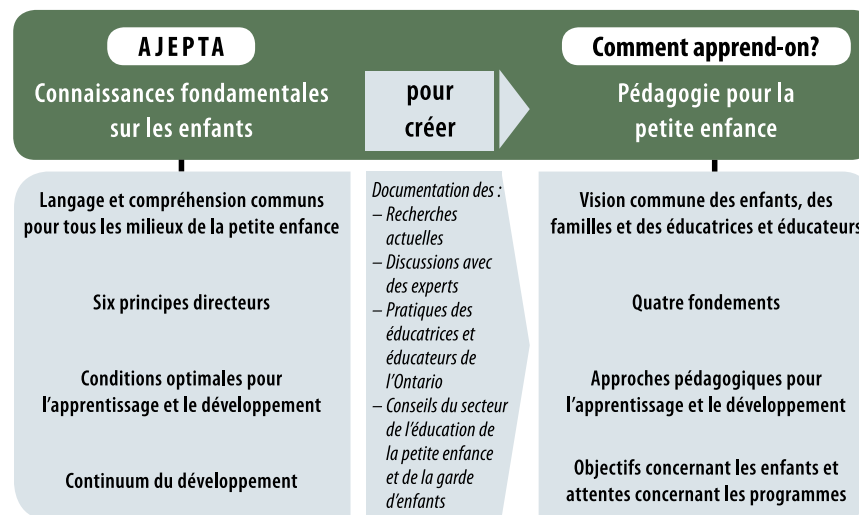 AJEPTA
Connaissances fondamentales
sur les enfants
pour
créer
Comment apprend-on?
Pédagogie pour la
petite enfance
Langage et compréhension communs
pour tous les milieux de la petite enfance
Six principes directeurs
Conditions optimales pour
l'apprentissage et le développement
Continuum du développement
Documentation des :
– Recherches
actuelles
– Discussions avec
des experts
– Pratiques des
éducatrices et
éducateurs de
l'Ontario
– Conseils du secteur
de l'éducation de
la petite enfance
et de la garde
d'enfants
Vision commune des enfants, des
familles et des éducatrices et éducateurs
Quatre fondements
Approches pédagogiques pour
l'apprentissage et le développement
Objectifs concernant les enfants et
attentes concernant les programmes